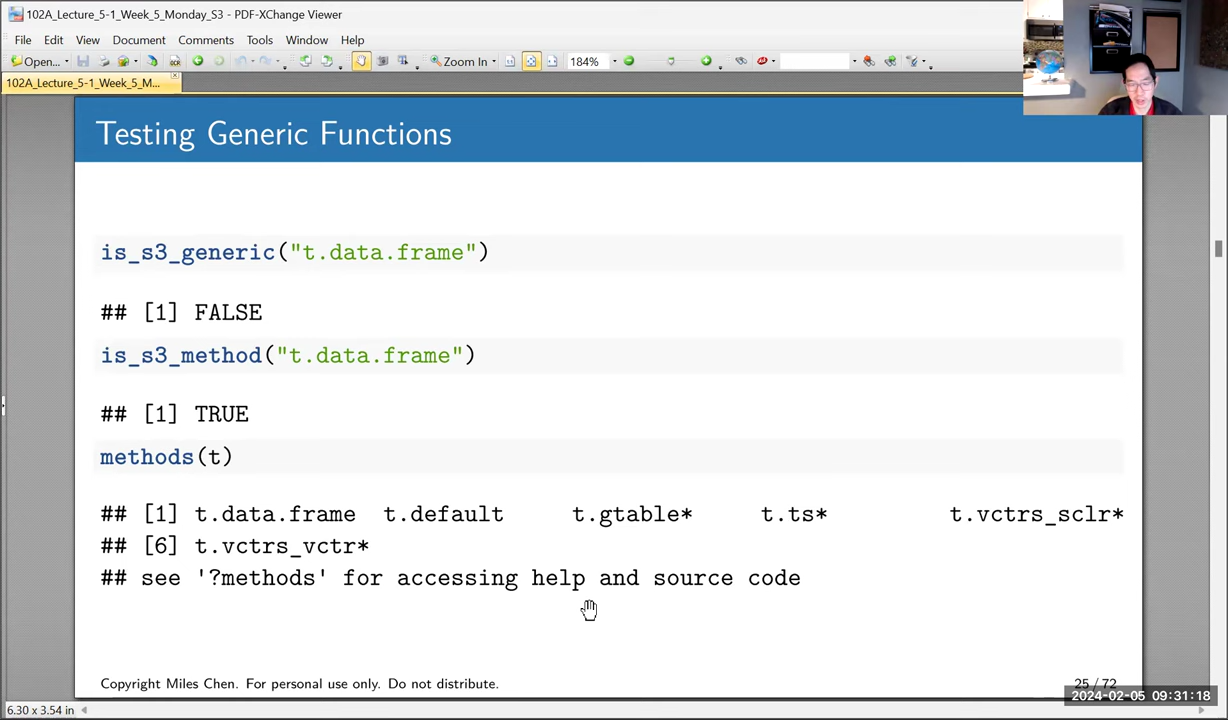 102A_Lecture_5-1_Week_5_Monday_S3 - PDF-XChange Viewer
File Edit View Document Comments Tools Window Help
Open... OCR Zoom In 184%
102A_Lecture_5-1_Week_5_M...
Testing Generic Functions
is_s3_generic("t.data.frame")
## [1] FALSE
is_s3_method("t.data.frame")
## [1] TRUE
methods(t)
## [1] t.data.frame t.default t.gtable* t.ts* t.vctrs_sclr*
## [6] t.vctrs_vctr*
## see '?methods' for accessing help and source code
Copyright Miles Chen. For personal use only. Do not distribute.
25 / 72
2024-02-05 09:31:18
6.30 x 3.54 in